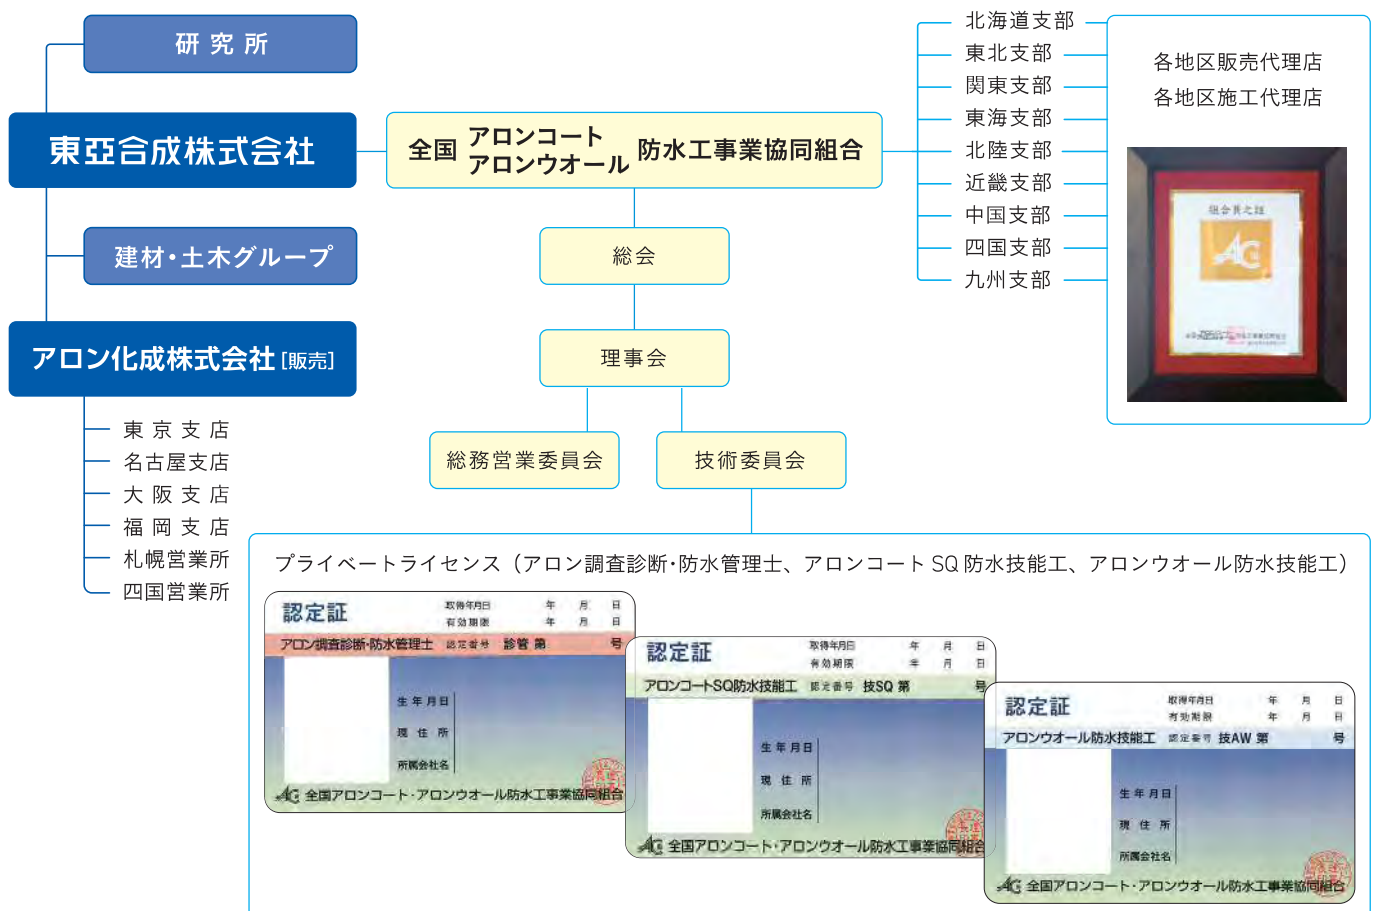 研究所
東亞合成株式会社
建材・土木グループ
アロン化成株式会社［販売］
東京支店
名古屋支店
大阪支店
福岡支店
札幌営業所
四国営業所
全国 アロンコート アロンウオール 防水工事業協同組合
総会
理事会
総務営業委員会
技術委員会
北海道支部
東北支部
関東支部
東海支部
北陸支部
近畿支部
中国支部
四国支部
九州支部
各地区販売代理店
各地区施工代理店
組合員之証
AC
プライベートライセンス（アロン調査診断・防水管理士、アロンコートSQ防水技能工、アロンウオール防水技能工）
認定証
取得年月日 年 月 日
有効期限 年 月 日
アロン調査診断・防水管理士 認定番号 診管 第 号
生年月日
現住所
所属会社名
AC 全国アロンコート・アロンウオール防水工事業協同組合
認定証
取得年月日 年 月 日
有効期限 年 月 日
アロンコートSQ防水技能工 認定番号 技SQ 第 号
生年月日
現住所
所属会社名
AC 全国アロンコート・アロンウオール防水工事業協同組合
認定証
取得年月日 年 月 日
有効期限 年 月 日
アロンウオール防水技能工 認定番号 技AW 第 号
生年月日
現住所
所属会社名
AC 全国アロンコート・アロンウオール防水工事業協同組合